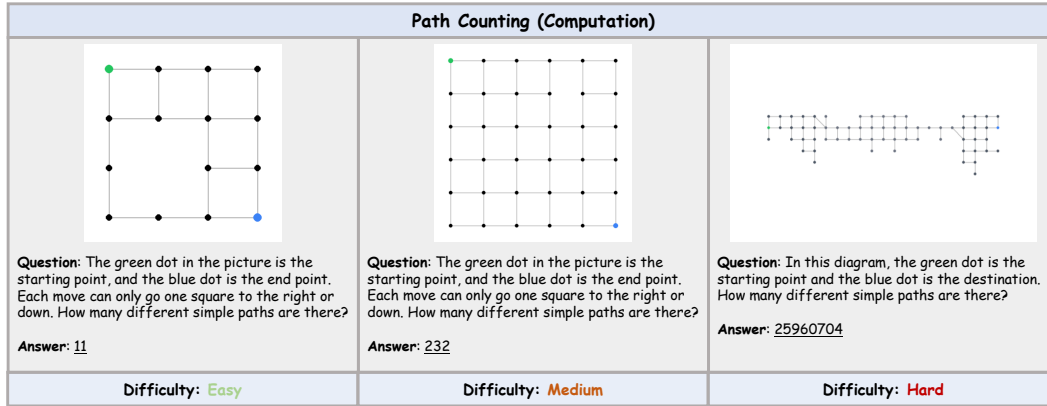 Path Counting (Computation)
Question: The green dot in the picture is the
starting point, and the blue dot is the end point.
Each move can only go one square to the right or
down. How many different simple paths are there?
Answer: 11
Question: The green dot in the picture is the
starting point, and the blue dot is the end point.
Each move can only go one square to the right or
down. How many different simple paths are there?
Answer: 232
Question: In this diagram, the green dot is the
starting point and the blue dot is the destination.
How many different simple paths are there?
Answer: 25960704
Difficulty: Easy
Difficulty: Medium
Difficulty: Hard